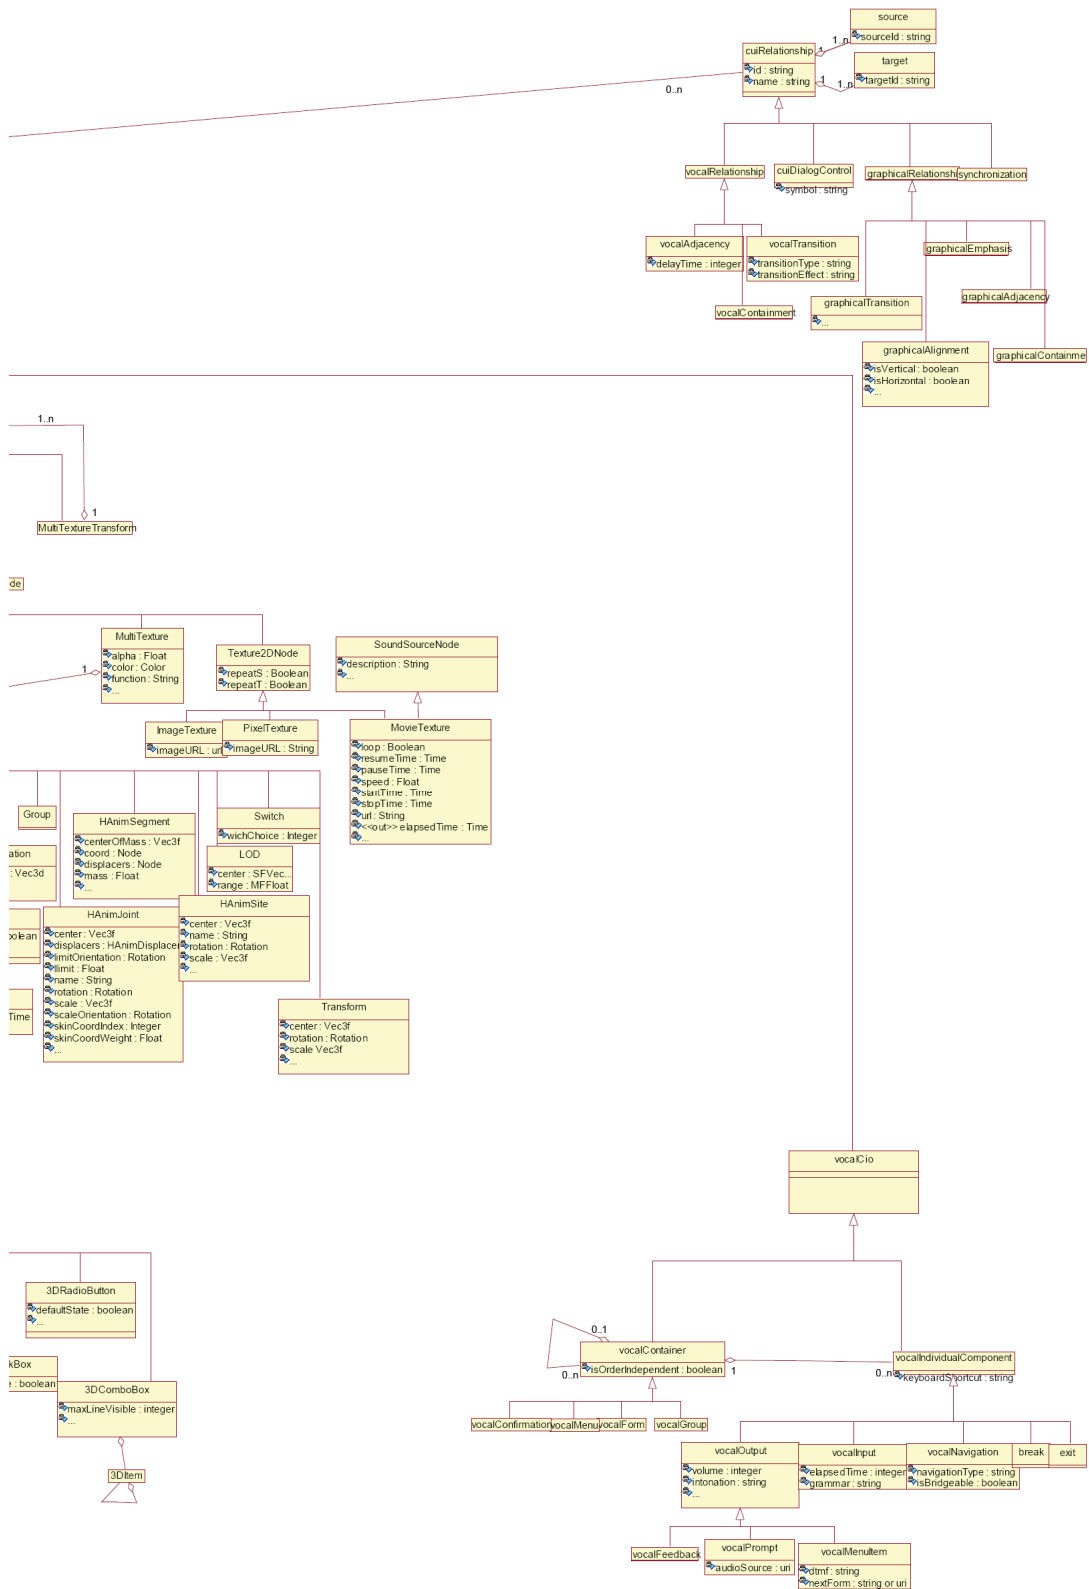 source
sourceId : string
1..n
cuiRelationship
1
id : string
name : string
target
targetId : string
1
1..n
0..n
vocalRelationship
cuiDialogControl
symbol : string
graphicalRelationshi
synchronization
vocalAdjacency
delayTime : integer
vocalTransition
transitionType : string
transitionEffect : string
graphicalEmphasis
vocalContainment
graphicalTransition
...
graphicalAdjacency
graphicalAlignment
isVertical : boolean
isHorizontal : boolean
...
graphicalContainme
1..n
1
MultiTextureTransform
de
MultiTexture
alpha : Float
color : Color
function : String
...
1
Texture2DNode
repeatS : Boolean
repeatT : Boolean
SoundSourceNode
description : String
...
ImageTexture
imageURL : url
PixelTexture
imageURL : String
MovieTexture
loop : Boolean
resumeTime : Time
pauseTime : Time
speed : Float
startTime : Time
stopTime : Time
url : String
<<out>> elapsedTime : Time
...
Group
HAnimSegment
centerOfMass : Vec3f
coord : Node
displacers : Node
mass : Float
...
Switch
wichChoice : Integer
LOD
center : SFVec...
range : MFFloat
ation
: Vec3d
HAnimJoint
center : Vec3f
displacers : HAnimDisplacer
limitOrientation : Rotation
llimit : Float
name : String
rotation : Rotation
scale : Vec3f
scaleOrientation : Rotation
skinCoordIndex : Integer
skinCoordWeight : Float
...
HAnimSite
center : Vec3f
name : String
rotation : Rotation
scale : Vec3f
...
oolean
Time
Transform
center : Vec3f
rotation : Rotation
scale Vec3f
...
vocalCio
3DRadioButton
defaultState : boolean
...
kBox
e : boolean
3DComboBox
maxLineVisible : integer
...
3DItem
0..1
vocalContainer
isOrderIndependent : boolean
0..n
1
vocalIndividualComponent
0..n
keyboardShortcut : string
vocalConfirmation
vocalMenu
vocalForm
vocalGroup
vocalOutput
volume : integer
intonation : string
...
vocalInput
elapsedTime : integer
grammar : string
vocalNavigation
navigationType : string
isBridgeable : boolean
break
exit
vocalFeedback
vocalPrompt
audioSource : uri
vocalMenuItem
dtmf : string
nextForm : string or uri